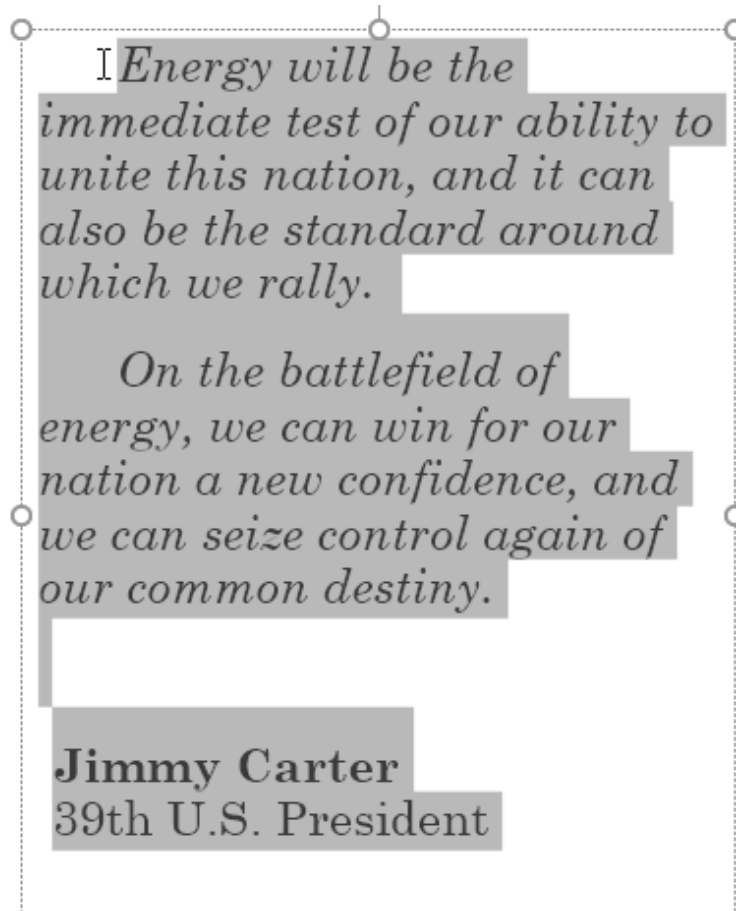 Energy will be the
immediate test of our ability to
unite this nation, and it can
also be the standard around
which we rally.
On the battlefield of
energy, we can win for our
nation a new confidence, and
we can seize control again of
our common destiny.
Jimmy Carter
39th U.S. President